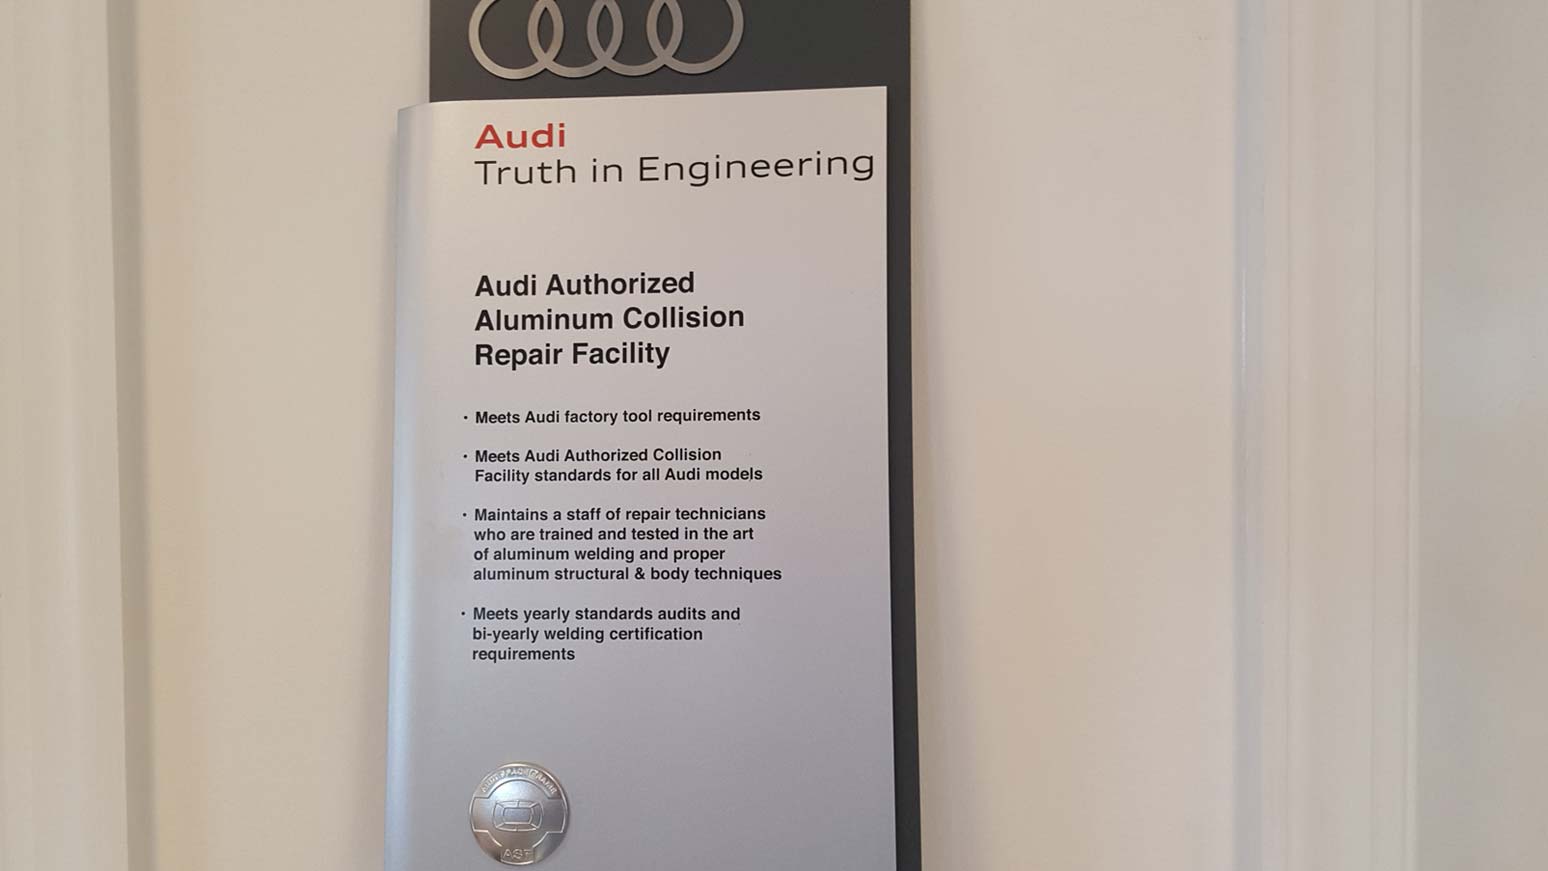 Audi
Truth in Engineering
Audi Authorized
Aluminum Collision
Repair Facility
· Meets Audi factory tool requirements
· Meets Audi Authorized Collision
Facility standards for all Audi models
· Maintains a staff of repair technicians
who are trained and tested in the art
of aluminum welding and proper
aluminum structural & body techniques
· Meets yearly standards audits and
bi-yearly welding certification
requirements
AUDI SPACE FRAME
ASF